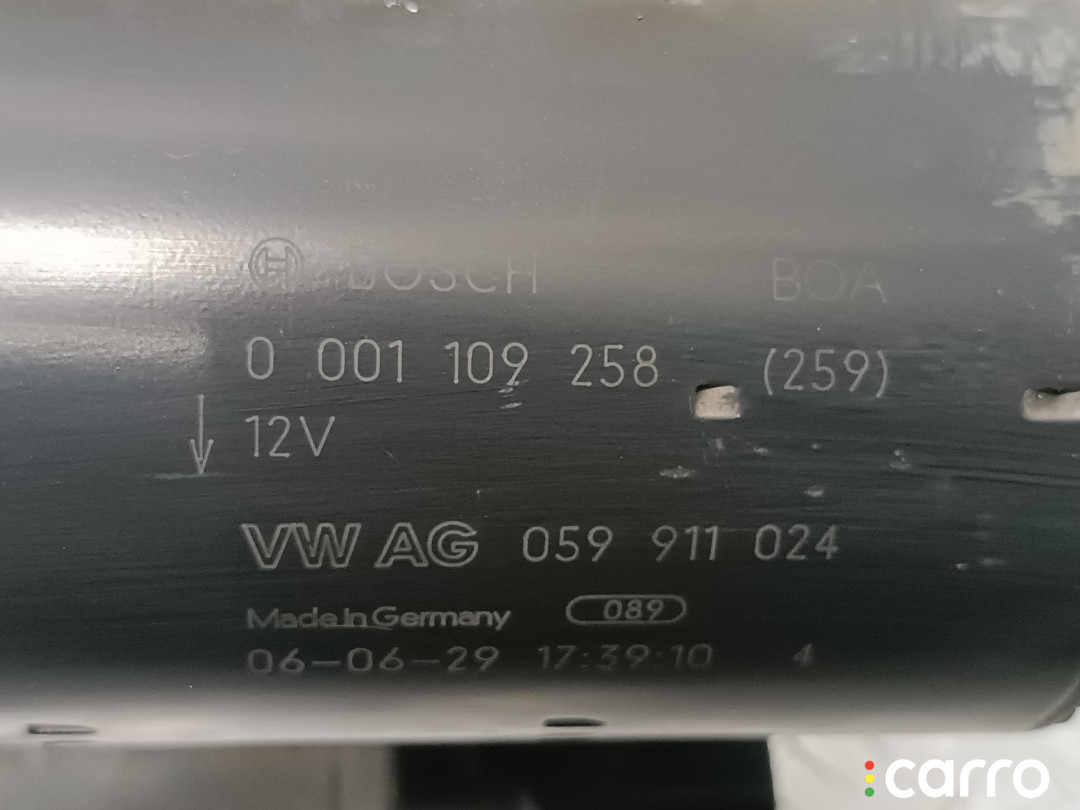 BOSCH BOA
0 001 109 258 (259)
12V
VW AG 059 911 024
Made in Germany 089
06-06-29 17:39:10 4
carro